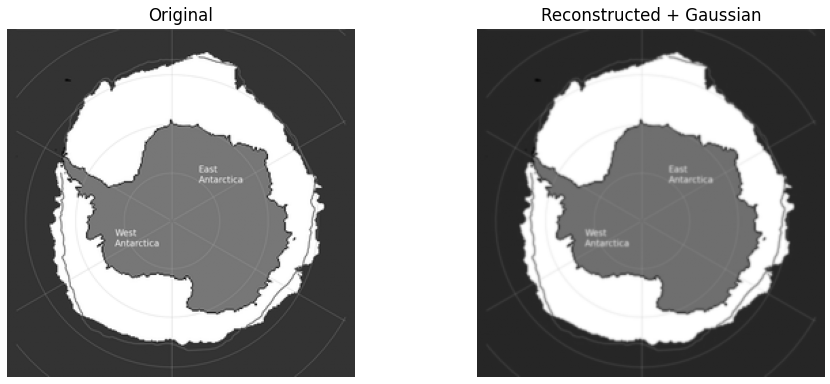 Original
Reconstructed + Gaussian
East
Antarctica
West
Antarctica
East
Antarctica
West
Antarctica